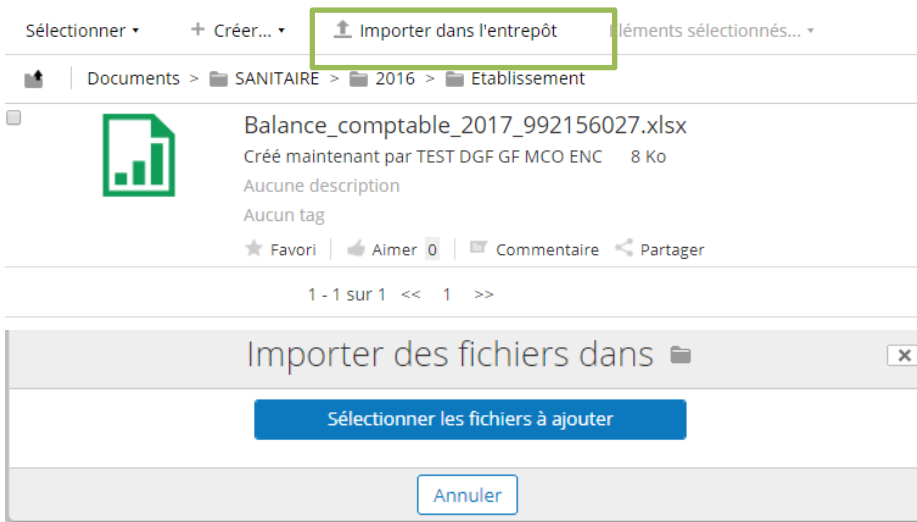 Sélectionner + Créer... Importer dans l'entrepôt Éléments sélectionnés...
Documents > SANITAIRE > 2016 > Etablissement
Balance_comptable_2017_992156027.xlsx
Créé maintenant par TEST DGF GF MCO ENC 8 Ko
Aucune description
Aucun tag
Favori Aimer 0 Commentaire Partager
1 - 1 sur 1 << 1 >>
Importer des fichiers dans
Sélectionner les fichiers à ajouter
Annuler